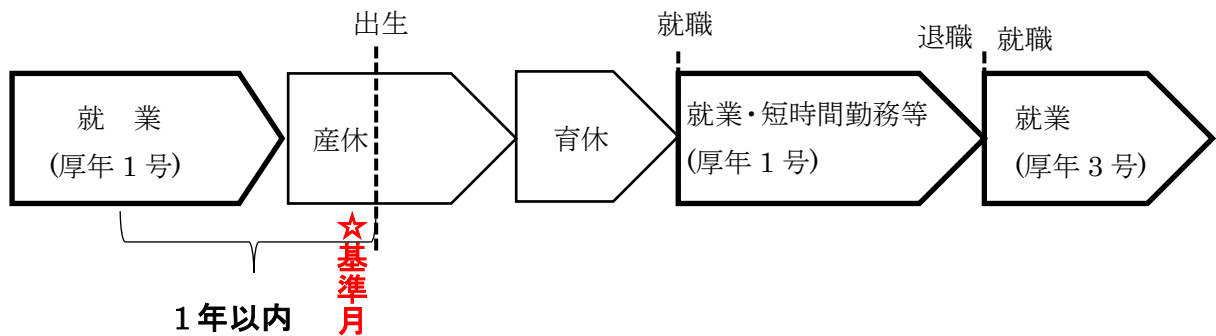 出生
就職
退職
就職
就　業
(厚年 1 号)
産休
育休
就業・短時間勤務等
(厚年 1 号)
就業
(厚年 3 号)
☆基準月
１年以内